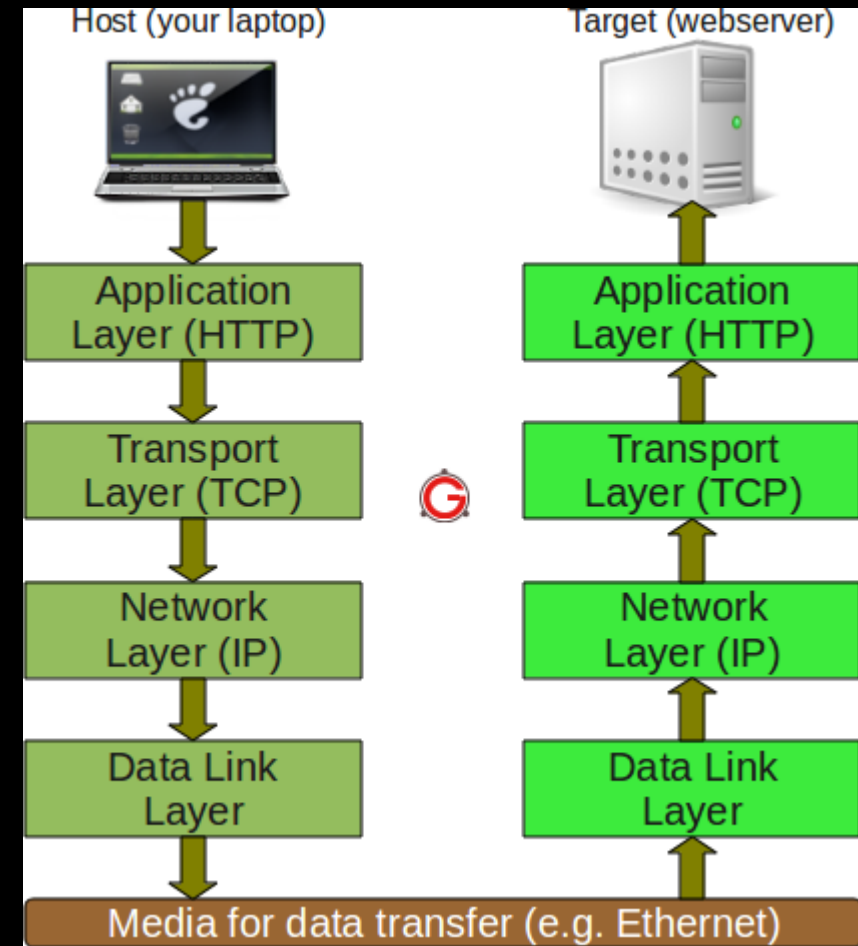 Host (your laptop)
Target (webserver)
Application
Layer (HTTP)
Application
Layer (HTTP)
Transport
Layer (TCP)
G
Transport
Layer (TCP)
Network
Layer (IP)
Network
Layer (IP)
Data Link
Layer
Data Link
Layer
Media for data transfer (e.g. Ethernet)